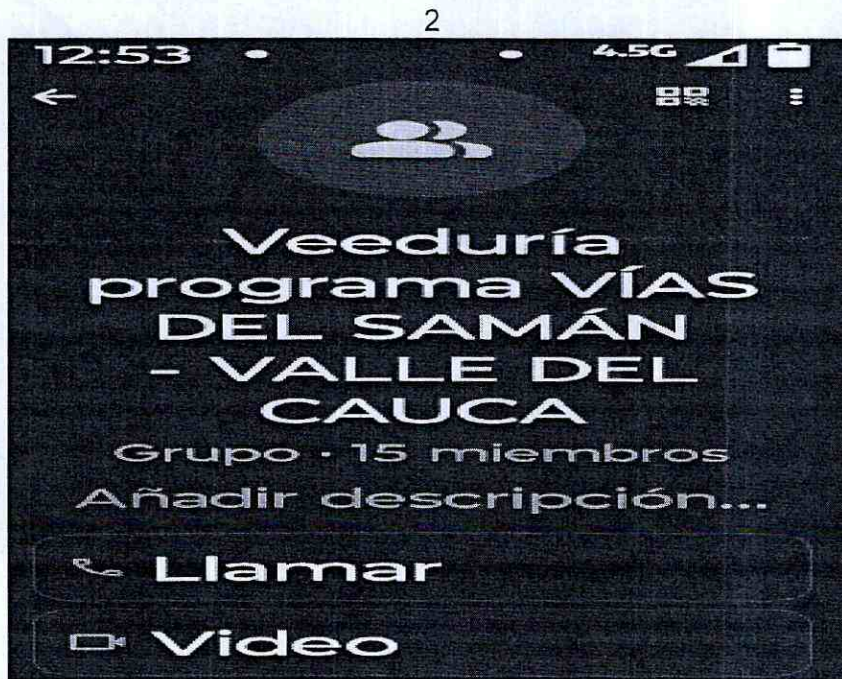 2
12:53 4.5G
Veeduría
programa VÍAS
DEL SAMÁN
- VALLE DEL
CAUCA
Grupo · 15 miembros
Añadir descripción...
Llamar
Video